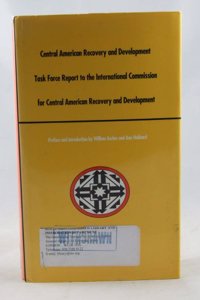 Central American Recovery and Development
Task Force Report to the International Commission
for Central American Recovery and Development
Preface and Introduction by William Ascher and Ann Hubbard
WITHDRAWN